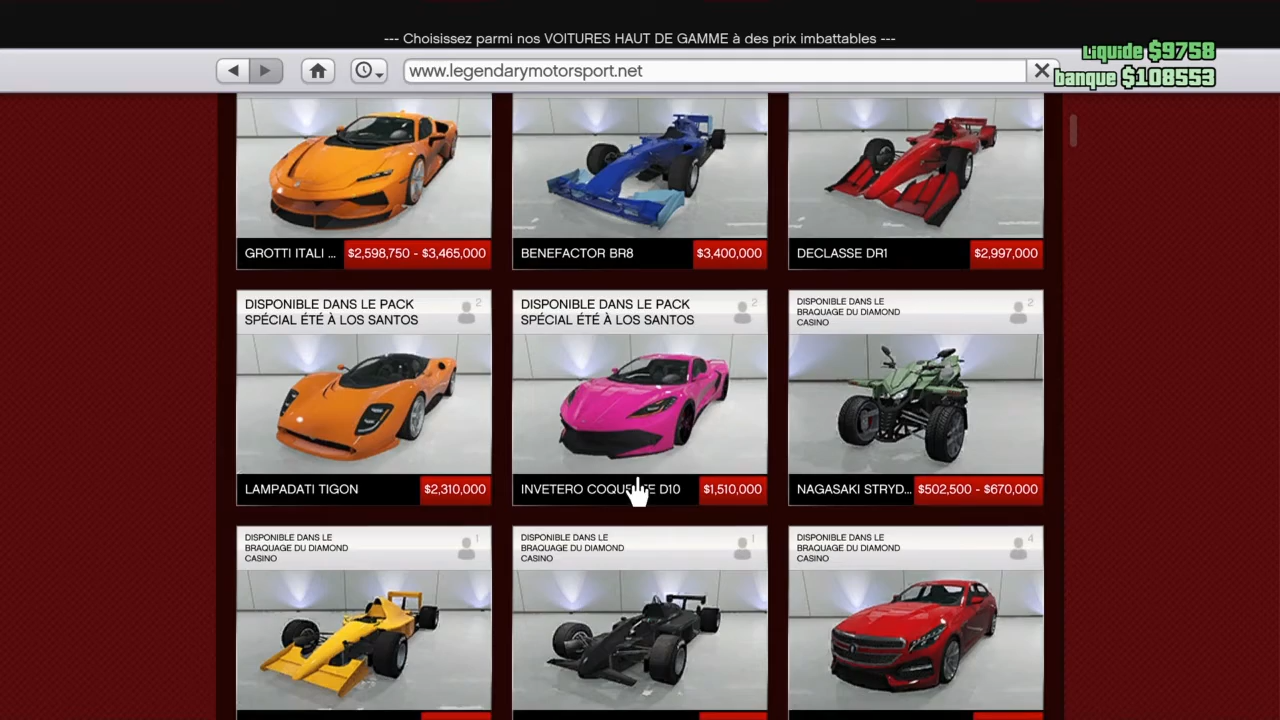 --- Choisissez parmi nos VOITURES HAUT DE GAMME à des prix imbattables ---
Liquide $9758
www.legendarymotorsport.net
banque $108553
GROTTI ITALI ... $2,598,750 - $3,465,000
BENEFACTOR BR8 $3,400,000
DECLASSE DR1 $2,997,000
DISPONIBLE DANS LE PACK
SPÉCIAL ÉTÉ À LOS SANTOS
2
DISPONIBLE DANS LE PACK
SPÉCIAL ÉTÉ À LOS SANTOS
2
DISPONIBLE DANS LE
BRAQUAGE DU DIAMOND
CASINO
2
LAMPADATI TIGON $2,310,000
INVETERO COQUETTE D10 $1,510,000
NAGASAKI STRYD... $502,500 - $670,000
DISPONIBLE DANS LE
BRAQUAGE DU DIAMOND
CASINO
1
DISPONIBLE DANS LE
BRAQUAGE DU DIAMOND
CASINO
1
DISPONIBLE DANS LE
BRAQUAGE DU DIAMOND
CASINO
4